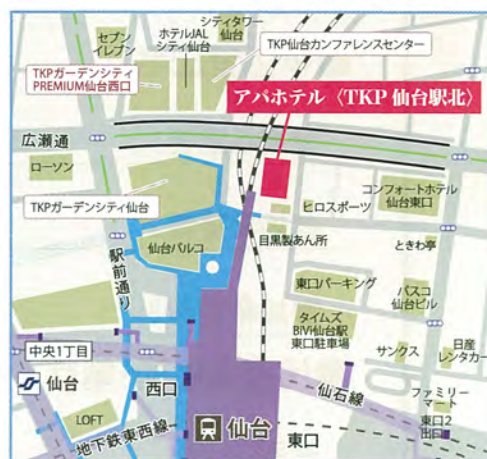 セブン
イレブン
ホテルJAL
シティ仙台
シティタワー
仙台
TKP仙台カンファレンスセンター
TKPガーデンシティ
PREMIUM仙台西口
アパホテル〈TKP 仙台駅北〉
広瀬通
ローソン
TKPガーデンシティ仙台
仙台パルコ
ヒロスポーツ
コンフォートホテル
仙台東口
目黒製あん所
ときわ亭
駅前通り
東口パーキング
パスコ
仙台ビル
タイムズ
BiVi仙台駅
東口駐車場
サンクス
日産
レンタカー
中央1丁目
仙台
西口
仙石線
ファミリー
マート
東口2
出口
LOFT
地下鉄東西線
仙台
東口